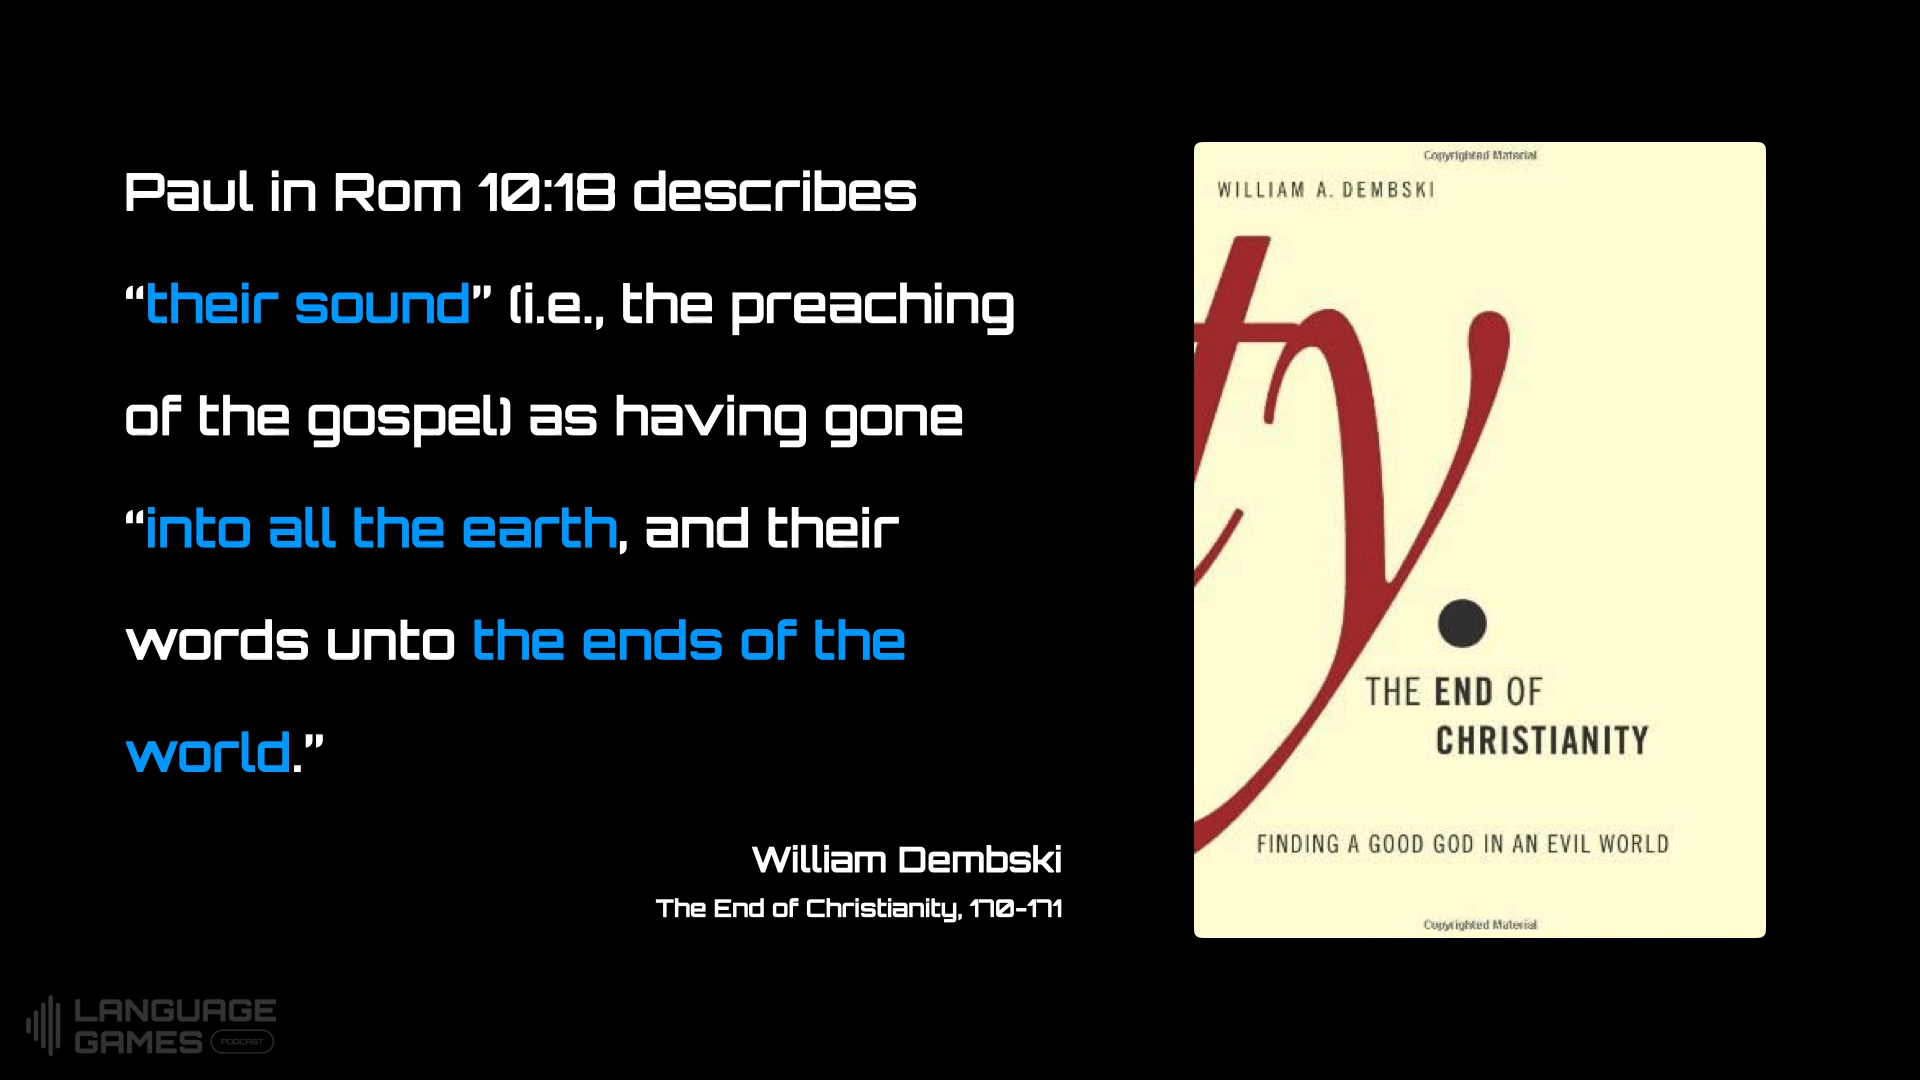 Paul in Rom 10:18 describes
“their sound” (i.e., the preaching
of the gospel) as having gone
“into all the earth, and their
words unto the ends of the
world.”
William Dembski
The End of Christianity, 170-171
Copyrighted Material
WILLIAM A. DEMBSKI
ty.
THE END OF
CHRISTIANITY
FINDING A GOOD GOD IN AN EVIL WORLD
Copyrighted Material
LANGUAGE
GAMES PODCAST